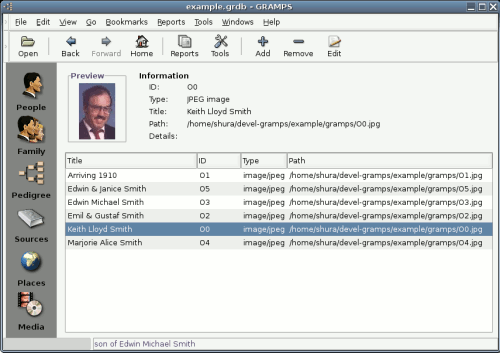 example.grdb - GRAMPS
File Edit View Go Bookmarks Reports Tools Windows Help
Open Back Forward Home Reports Tools Add Remove Edit
People
Family
Pedigree
Sources
Places
Media
Preview
Information
ID: O0
Type: JPEG image
Title: Keith Lloyd Smith
Path: /home/shura/devel-gramps/example/gramps/O0.jpg
Details:
Title ID Type Path
Arriving 1910 O1 image/jpeg /home/shura/devel-gramps/example/gramps/O1.jpg
Edwin & Janice Smith O5 image/jpeg /home/shura/devel-gramps/example/gramps/O5.jpg
Edwin Michael Smith O3 image/jpeg /home/shura/devel-gramps/example/gramps/O3.jpg
Emil & Gustaf Smith O2 image/jpeg /home/shura/devel-gramps/example/gramps/O2.jpg
Keith Lloyd Smith O0 image/jpeg /home/shura/devel-gramps/example/gramps/O0.jpg
Marjorie Alice Smith O4 image/jpeg /home/shura/devel-gramps/example/gramps/O4.jpg
son of Edwin Michael Smith